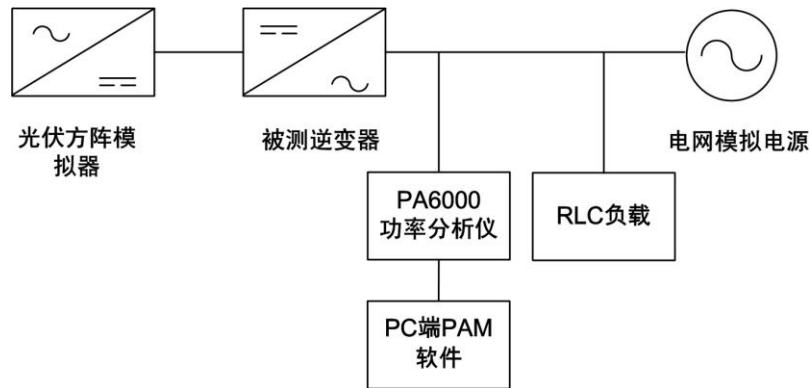 光伏方阵模
拟器
被测逆变器
电网模拟电源
PA6000
功率分析仪
RLC负载
PC端PAM
软件